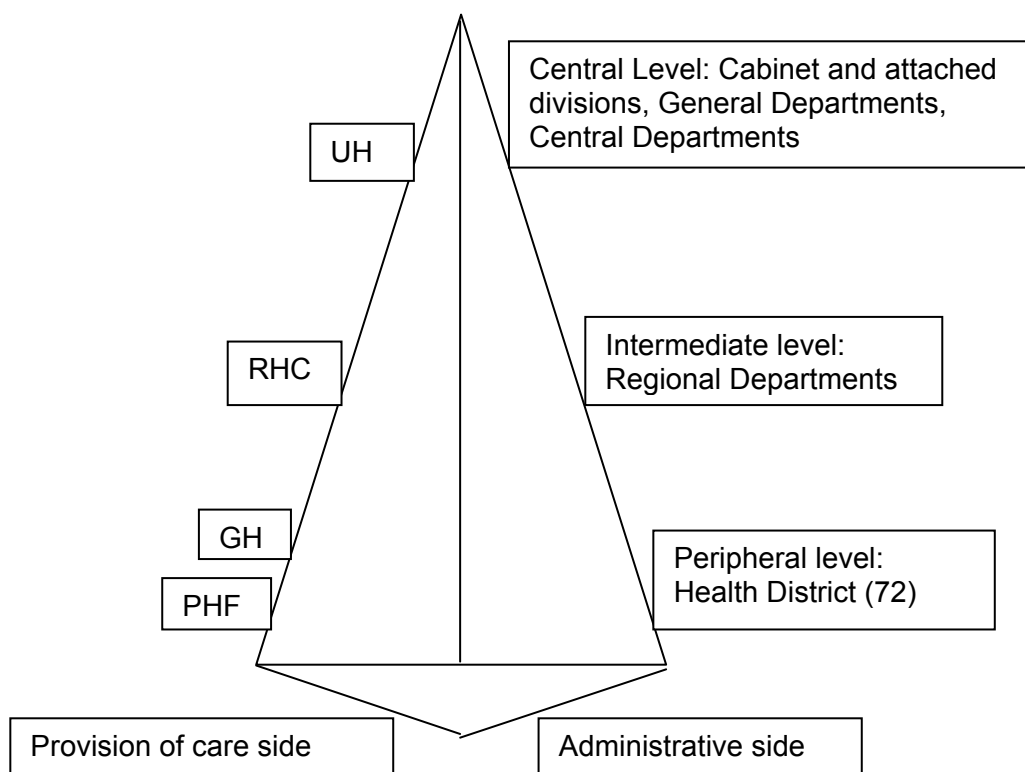 Central Level: Cabinet and attached
divisions, General Departments,
Central Departments
UH
Intermediate level:
Regional Departments
RHC
GH
Peripheral level:
Health District (72)
PHF
Provision of care side
Administrative side